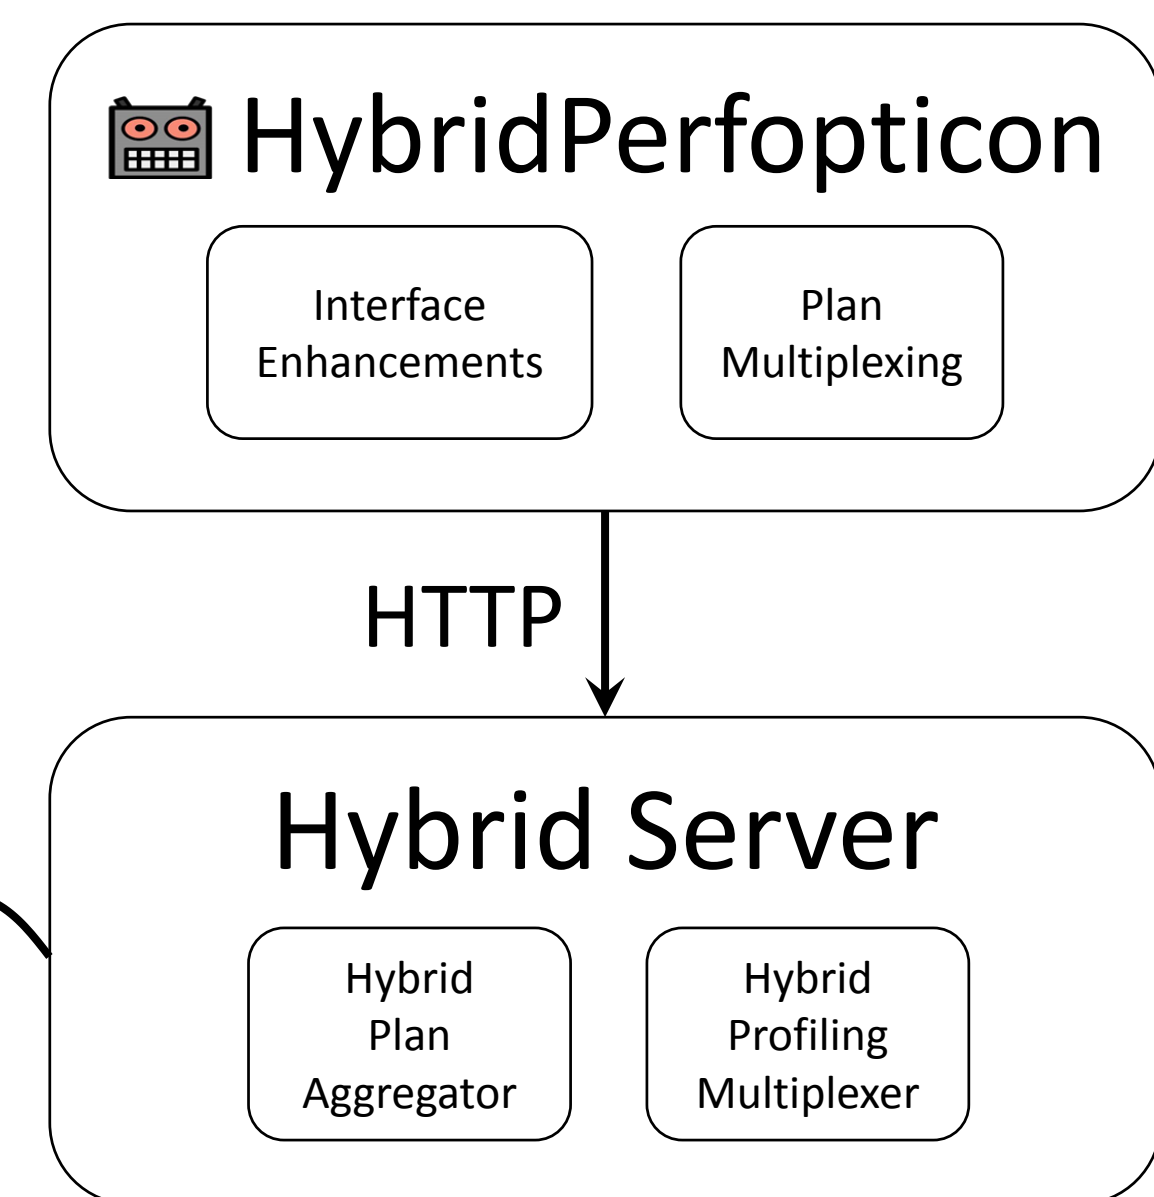 HybridPerfopticon
Interface
Enhancements
Plan
Multiplexing
HTTP
Hybrid Server
Hybrid
Plan
Aggregator
Hybrid
Profiling
Multiplexer